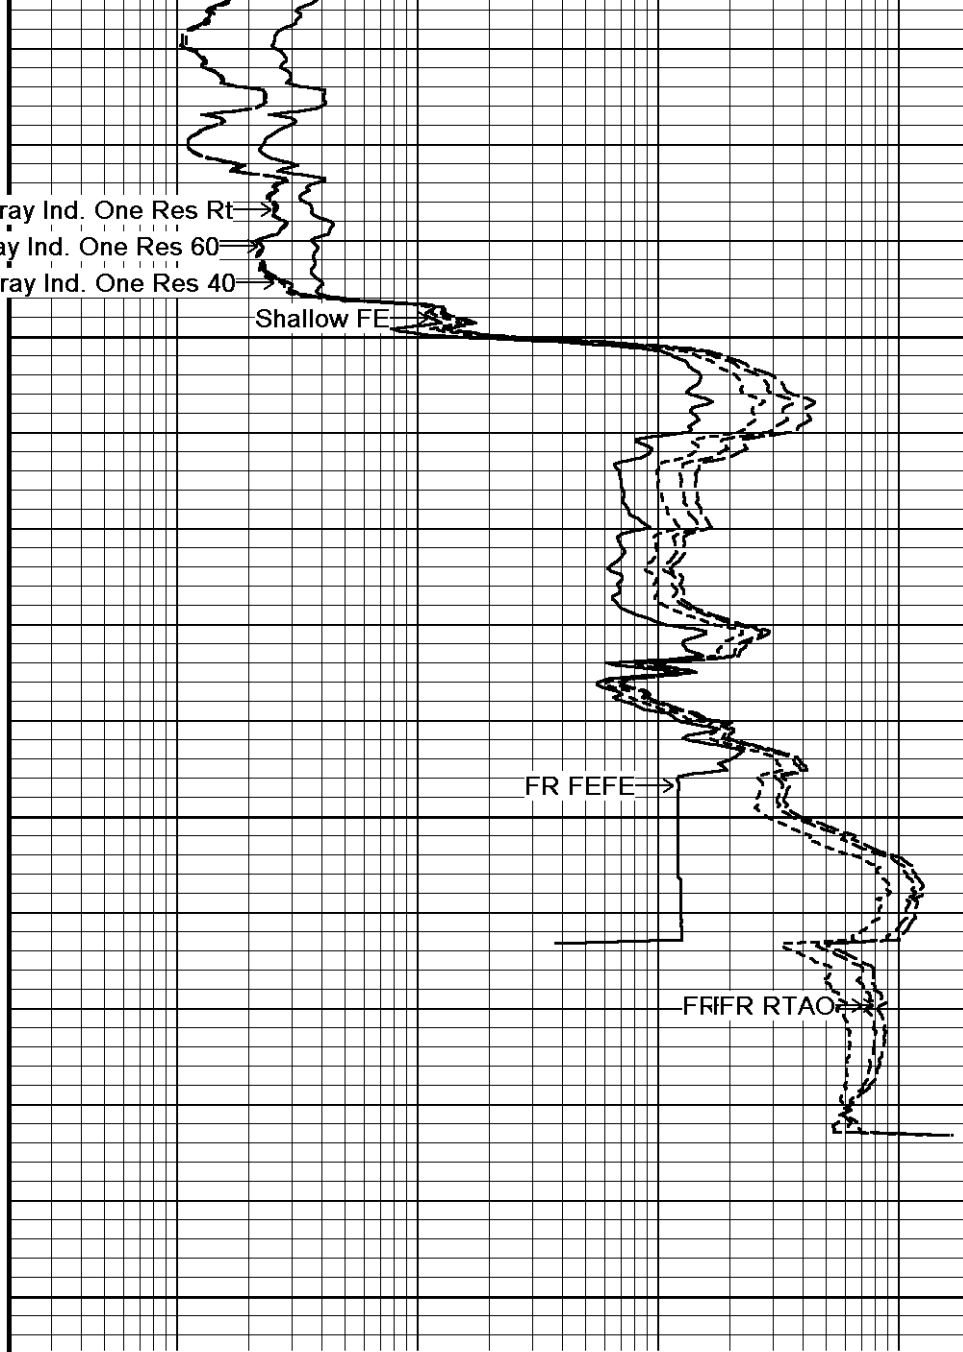 ray Ind. One Res Rt
ay Ind. One Res 60
ray Ind. One Res 40
Shallow FE
FR FEFE
FR RTAO